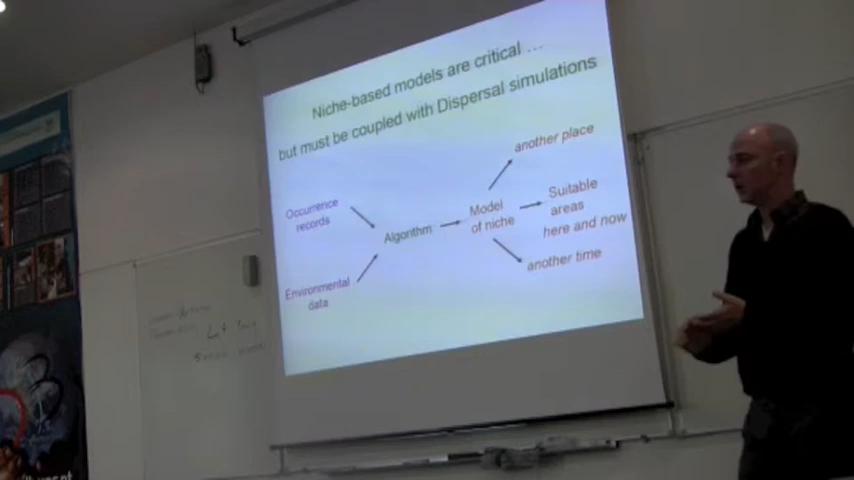 Niche-based models are critical ...
but must be coupled with Dispersal simulations
another place
Occurrence
records
Algorithm
Model
of niche
Suitable
areas
here and now
another time
Environmental
data